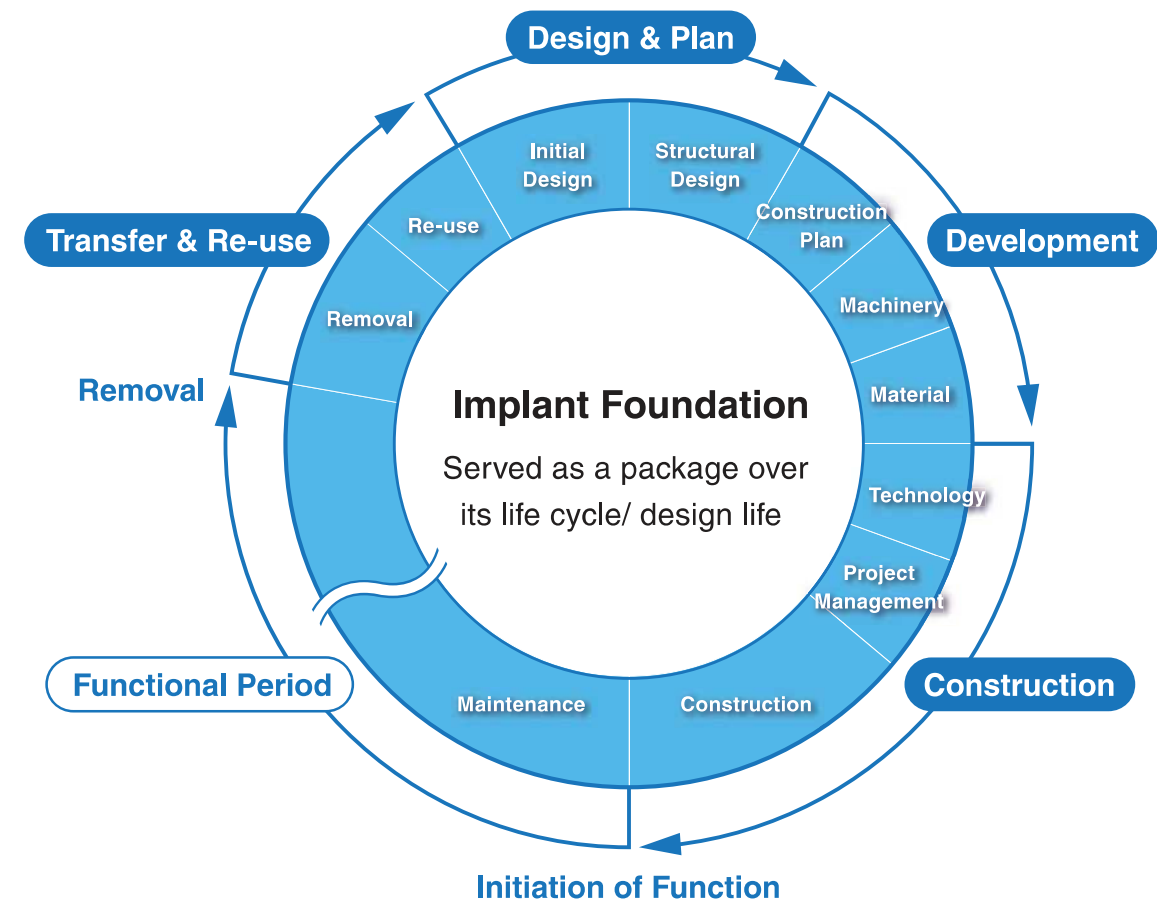 Design & Plan
Initial
Design
Structural
Design
Construction
Plan
Re-use
Transfer & Re-use
Development
Machinery
Removal
Removal
Material
Implant Foundation
Served as a package over
its life cycle/ design life
Technology
Project
Management
Functional Period
Construction
Maintenance
Construction
Initiation of Function